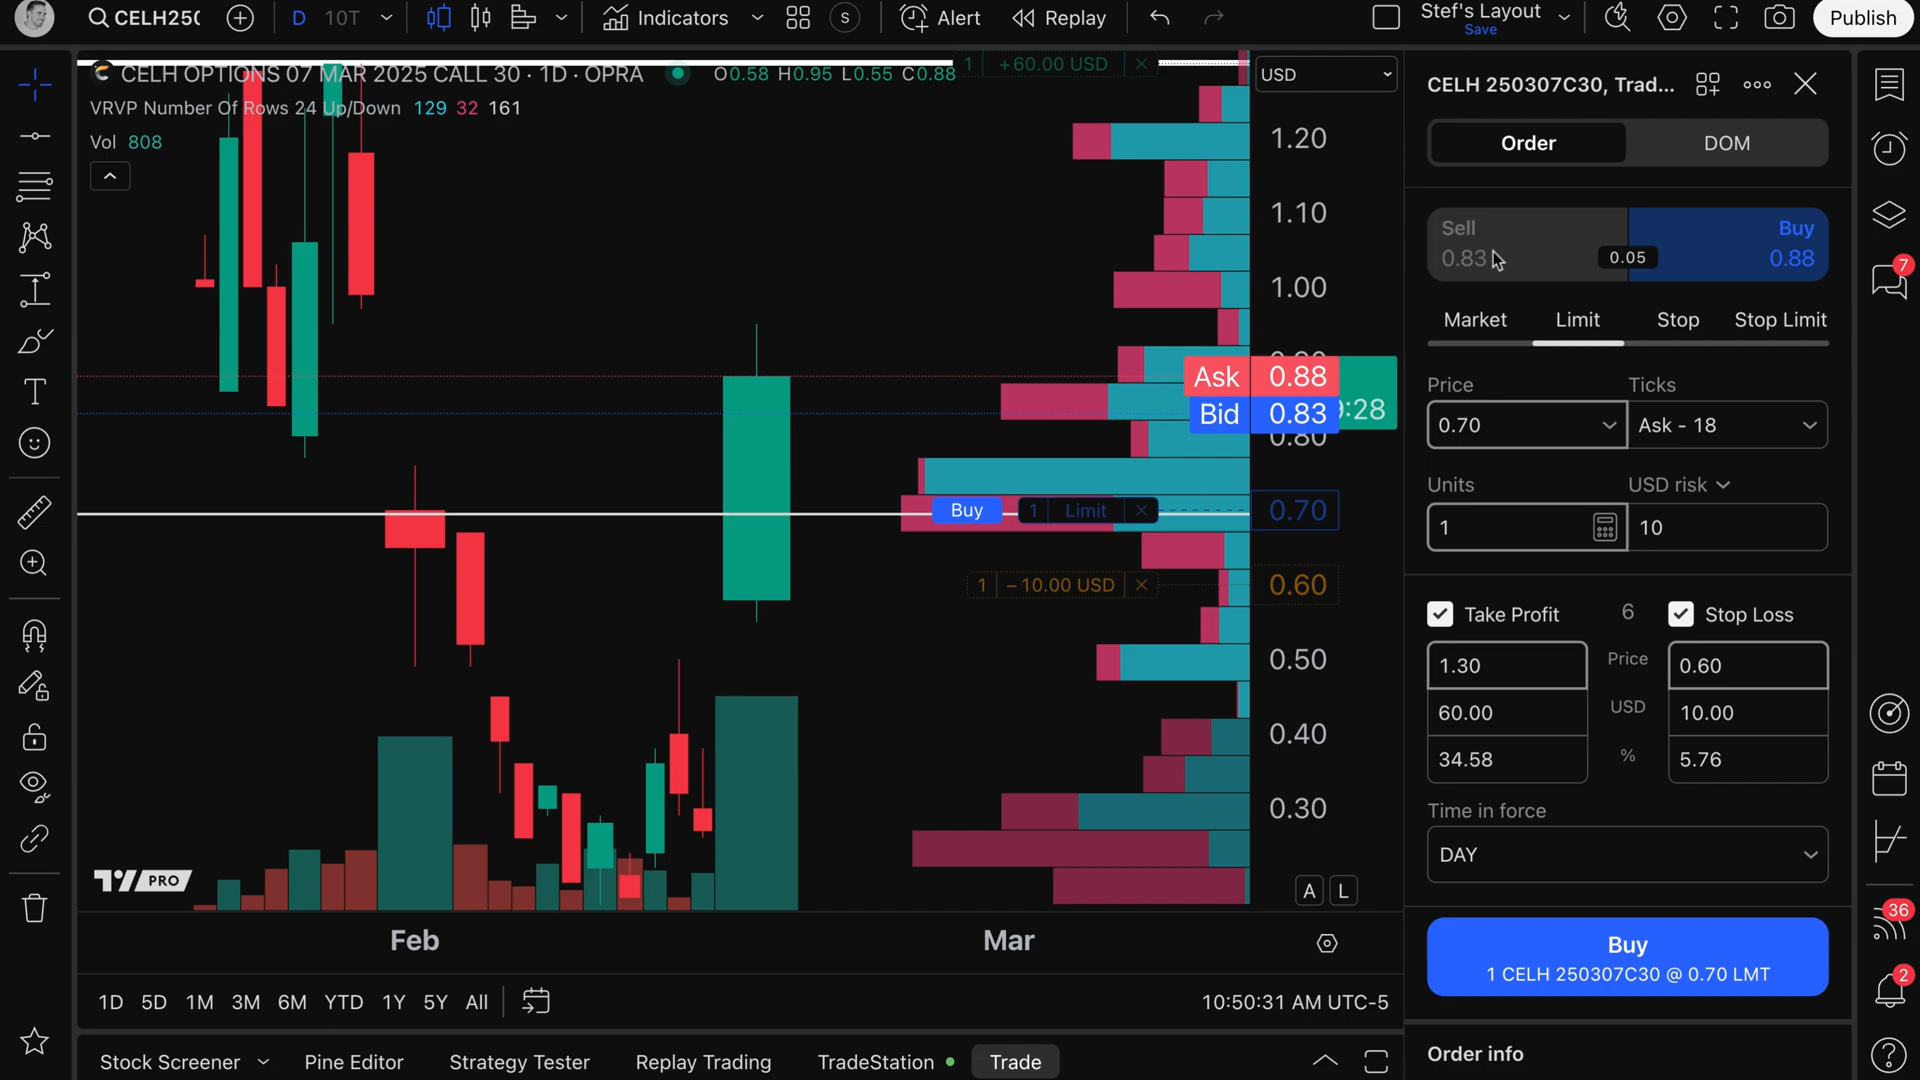 CELH250
D
10T
Indicators
S
Alert
Replay
Stef's Layout
Save
Publish
CELH OPTIONS 07 MAR 2025 CALL 30 · 1D · OPRA
O0.58 H0.95 L0.55 C0.88
1 +60.00 USD
USD
VRVP Number Of Rows 24 Up/Down 129 32 161
Vol 808
1.20
1.10
1.00
Ask 0.88
Bid 0.83
0.80
Buy 1 Limit 0.70
1 −10.00 USD 0.60
0.50
0.40
0.30
PRO
A L
Feb
Mar
1D 5D 1M 3M 6M YTD 1Y 5Y All
10:50:31 AM UTC-5
Stock Screener
Pine Editor
Strategy Tester
Replay Trading
TradeStation
Trade
CELH 250307C30, Trad...
Order
DOM
Sell
0.83
0.05
Buy
0.88
Market
Limit
Stop
Stop Limit
Price
Ticks
0.70
Ask - 18
Units
USD risk
1
10
Take Profit
6
Stop Loss
1.30
Price
0.60
60.00
USD
10.00
34.58
%
5.76
Time in force
DAY
Buy
1 CELH 250307C30 @ 0.70 LMT
Order info
7
36
2